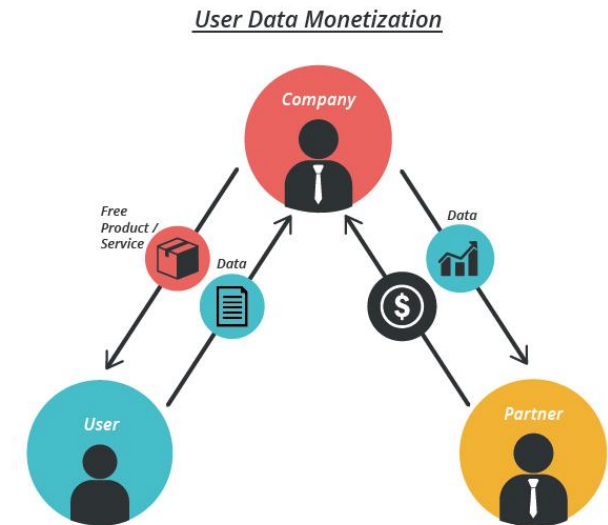 User Data Monetization
Company
Free
Product /
Service
Data
Data
$
User
Partner